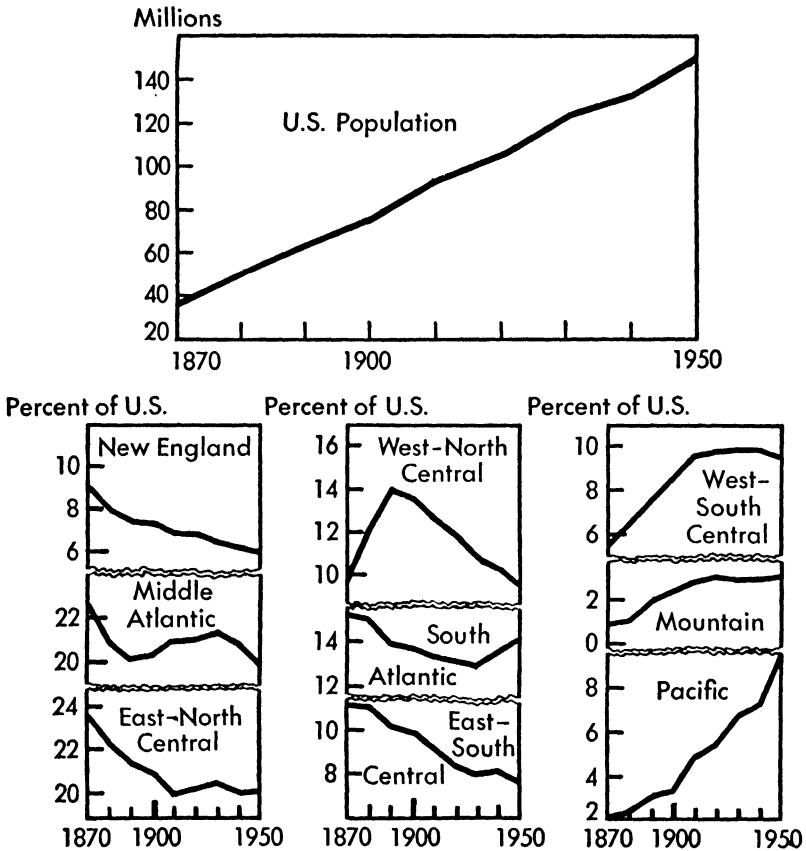 Millions
140
120
100
80
60
40
20
U.S. Population
1870 1900 1950
Percent of U.S.
New England
10
8
6
Middle
Atlantic
22
20
East-North
Central
24
22
20
1870 1900 1950
Percent of U.S.
West-North
Central
16
14
12
10
South
Atlantic
14
12
East-
South
Central
10
8
1870 1900 1950
Percent of U.S.
West-
South
Central
10
8
6
Mountain
2
0
Pacific
8
6
4
2
1870 1900 1950